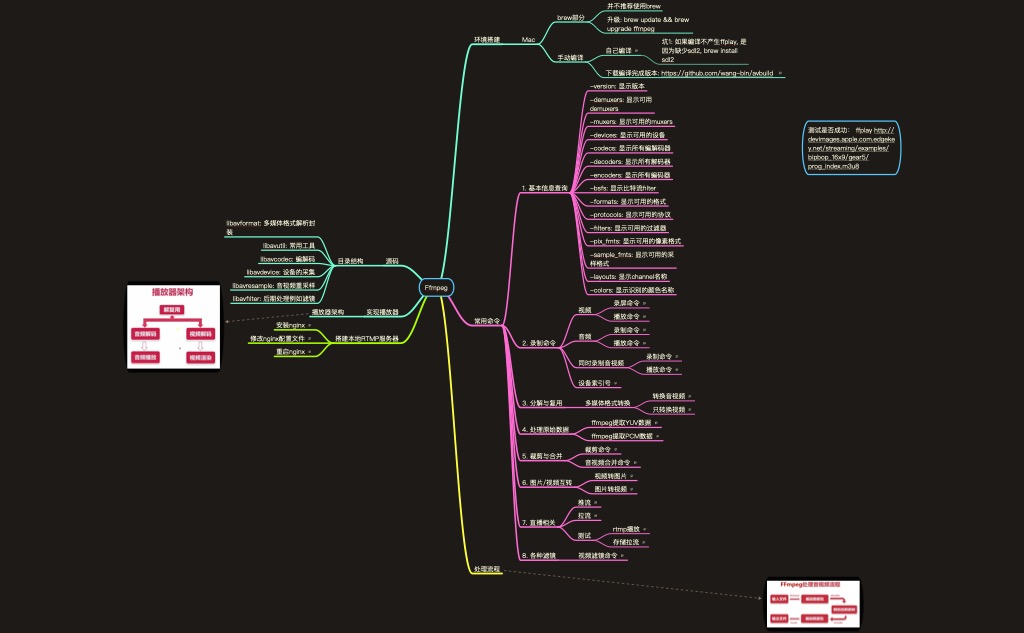 并不推荐使用brew
brew部分
升级: brew update && brew
upgrade ffmpeg
环境搭建
Mac
坑1: 如果编译不产生ffplay, 是
因为缺少sdl2, brew install
sdl2
自己编译
手动编译
下载编译完成版本: https://github.com/wang-bin/avbuild
-version: 显示版本
-demuxers: 显示可用
demuxers
-muxers: 显示可用的muxers
-devices: 显示可用的设备
-codecs: 显示所有编解码器
-decoders: 显示所有解码器
-encoders: 显示所有编码器
1. 基本信息查询
-bsfs: 显示比特流filter
-formats: 显示可用的格式
-protocols: 显示可用的协议
-filters: 显示可用的过滤器
-pix_fmts: 显示可用的像素格式
-sample_fmts: 显示可用的采
样格式
-layouts: 显示channel名称
-colors: 显示识别的颜色名称
测试是否成功: ffplay http://
devimages.apple.com.edgeke
y.net/streaming/examples/
bipbop_16x9/gear5/
prog_index.m3u8
libavformat: 多媒体格式解析封
装
libavutil: 常用工具
libavcodec: 编解码
目录结构
源码
libavdevice: 设备的采集
libavresample: 音视频重采样
libavfilter: 后期处理例如滤镜
Ffmpeg
播放器架构
实现播放器
安装nginx
修改nginx配置文件
搭建本地RTMP服务器
重启nginx
播放器架构
解复用
音频解码
视频解码
音频播放
视频渲染
常用命令
录屏命令
视频
播放命令
录制命令
音频
播放命令
2. 录制命令
录制命令
同时录制音视频
播放命令
设备索引号
转换音视频
3. 分解与复用
多媒体格式转换
只转换视频
ffmpeg提取YUV数据
4. 处理原始数据
ffmpeg提取PCM数据
裁剪命令
5. 裁剪与合并
音视频合并命令
视频转图片
6. 图片/视频互转
图片转视频
推流
拉流
7. 直播相关
rtmp播放
测试
存储拉流
8. 各种滤镜
视频滤镜命令
处理流程
FFmpeg处理音视频流程
输入文件
输出文件